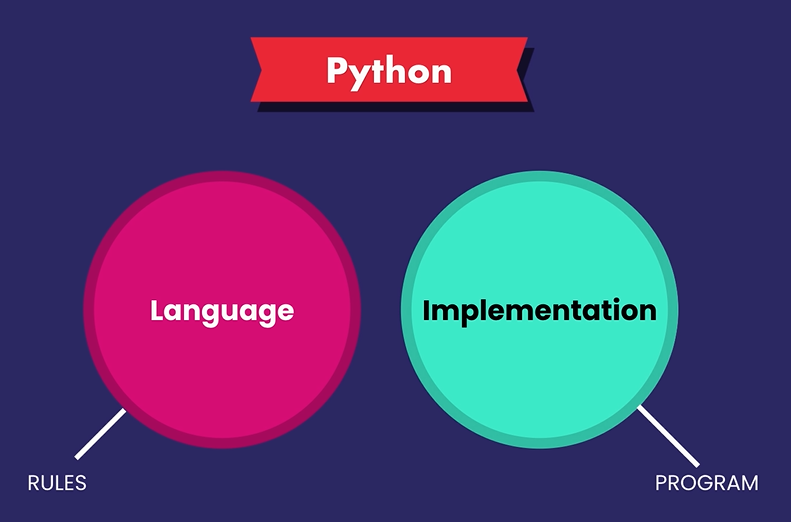 Python
Language
Implementation
RULES
PROGRAM